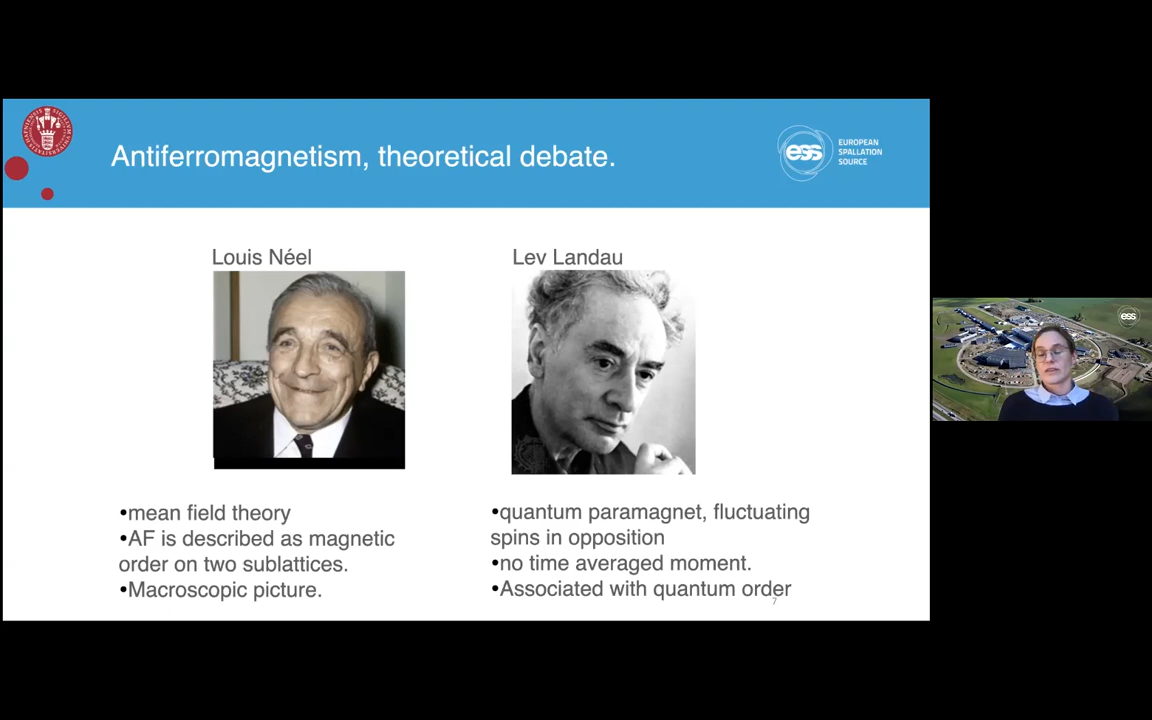 Antiferromagnetism, theoretical debate.
ess
EUROPEAN
SPALLATION
SOURCE
Louis Néel
Lev Landau
•mean field theory
•AF is described as magnetic
order on two sublattices.
•Macroscopic picture.
•quantum paramagnet, fluctuating
spins in opposition
•no time averaged moment.
•Associated with quantum order
7
ess